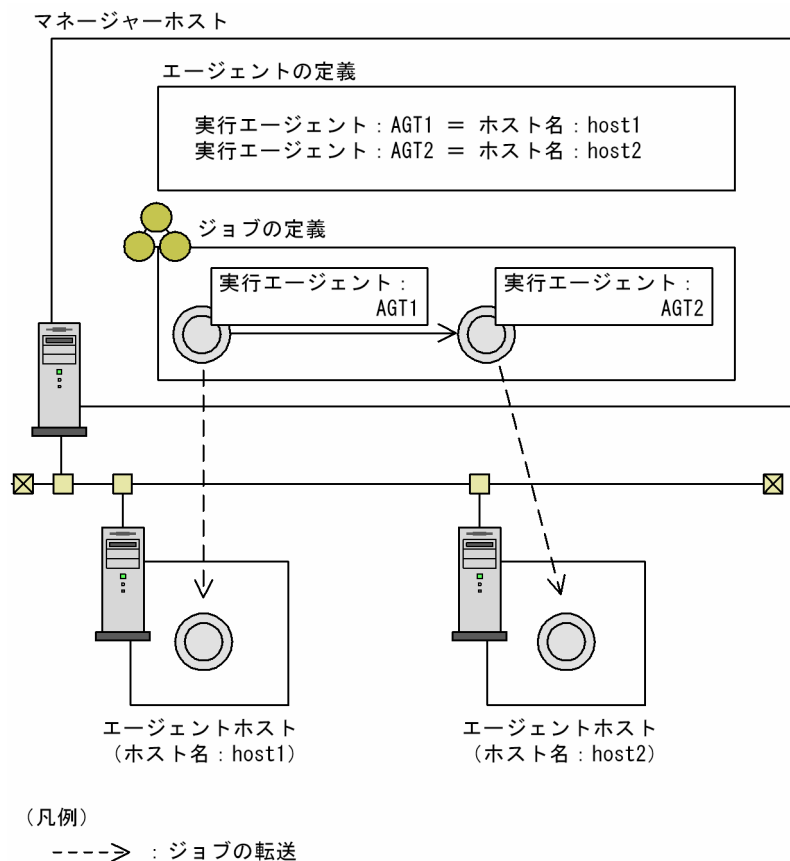 マネージャーホスト
エージェントの定義
実行エージェント：AGT1 ＝ ホスト名：host1
実行エージェント：AGT2 ＝ ホスト名：host2
ジョブの定義
実行エージェント：
AGT1
実行エージェント：
AGT2
エージェントホスト
（ホスト名：host1）
エージェントホスト
（ホスト名：host2）
（凡例）
：ジョブの転送